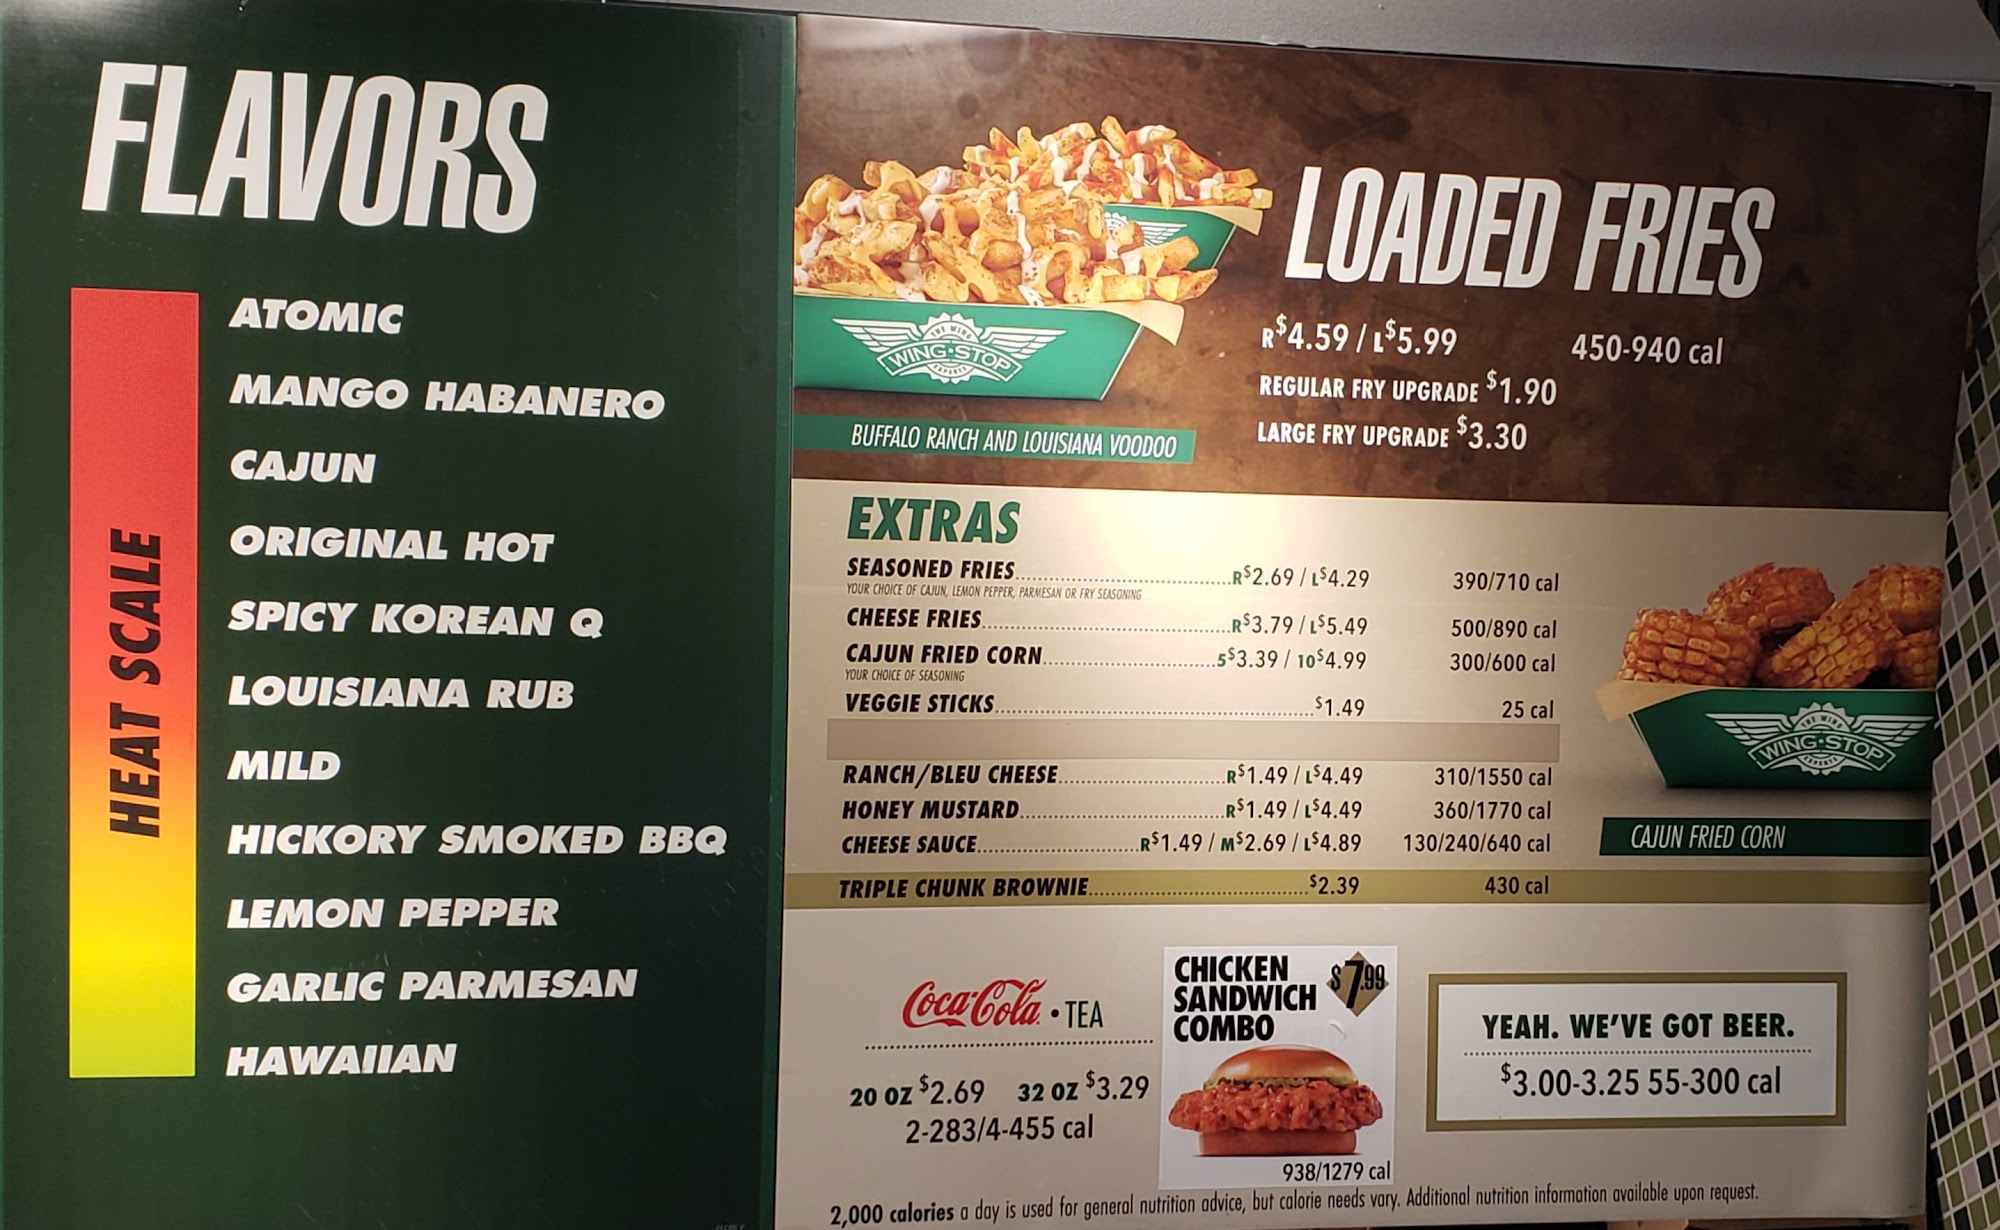 FLAVORS
HEAT SCALE
ATOMIC
MANGO HABANERO
CAJUN
ORIGINAL HOT
SPICY KOREAN Q
LOUISIANA RUB
MILD
HICKORY SMOKED BBQ
LEMON PEPPER
GARLIC PARMESAN
HAWAIIAN
THE WING
WING·STOP
EXPERTS
BUFFALO RANCH AND LOUISIANA VOODOO
LOADED FRIES
R$4.59 / L$5.99 450-940 cal
REGULAR FRY UPGRADE $1.90
LARGE FRY UPGRADE $3.30
EXTRAS
SEASONED FRIES R$2.69 / L$4.29 390/710 cal
YOUR CHOICE OF CAJUN, LEMON PEPPER, PARMESAN OR FRY SEASONING
CHEESE FRIES R$3.79 / L$5.49 500/890 cal
CAJUN FRIED CORN 5$3.39 / 10$4.99 300/600 cal
YOUR CHOICE OF SEASONING
VEGGIE STICKS $1.49 25 cal
RANCH/BLEU CHEESE R$1.49 / L$4.49 310/1550 cal
HONEY MUSTARD R$1.49 / L$4.49 360/1770 cal
CHEESE SAUCE R$1.49 / M$2.69 / L$4.89 130/240/640 cal
TRIPLE CHUNK BROWNIE $2.39 430 cal
THE WING
WING·STOP
EXPERTS
CAJUN FRIED CORN
Coca-Cola • TEA
20 OZ $2.69 32 OZ $3.29
2-283/4-455 cal
CHICKEN
SANDWICH
COMBO
$7.99
938/1279 cal
YEAH. WE'VE GOT BEER.
$3.00-3.25 55-300 cal
2,000 calories a day is used for general nutrition advice, but calorie needs vary. Additional nutrition information available upon request.